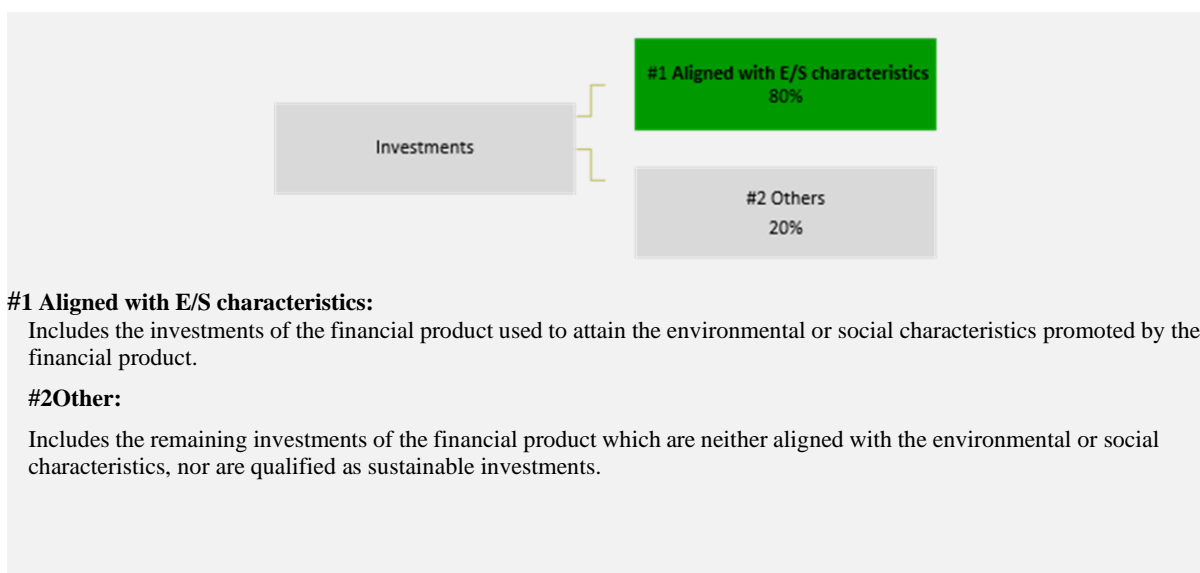 #1 Aligned with E/S characteristics
80%
Investments
#2 Others
20%
#1 Aligned with E/S characteristics:
Includes the investments of the financial product used to attain the environmental or social characteristics promoted by the
financial product.
#2Other:
Includes the remaining investments of the financial product which are neither aligned with the environmental or social
characteristics, nor are qualified as sustainable investments.